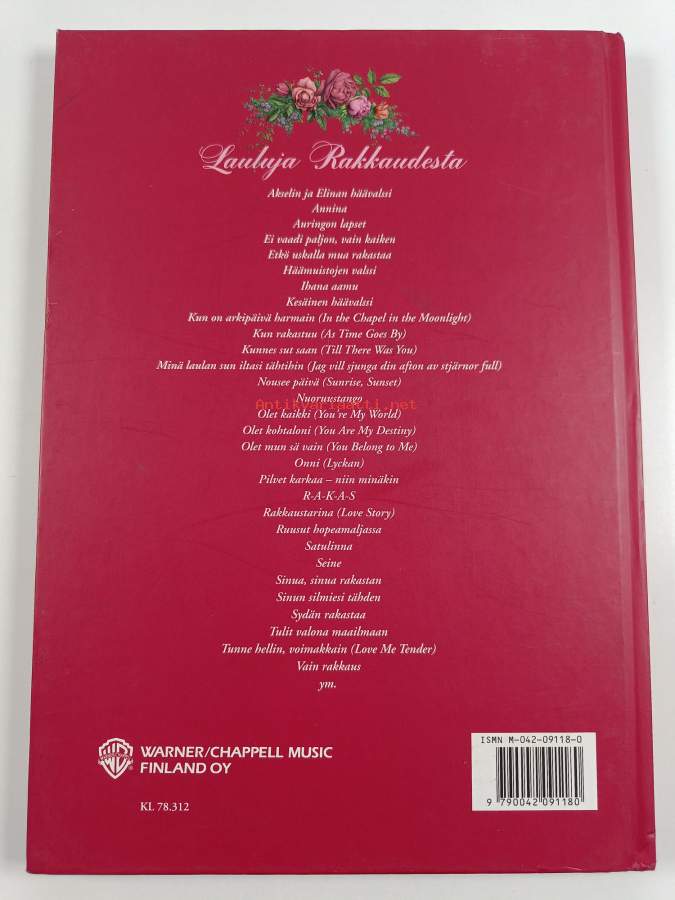 Lauluja Rakkaudesta
Akselin ja Elinan häävalssi
Annina
Auringon lapset
Ei vaadi paljon, vain kaiken
Etkö uskalla mua rakastaa
Häämuistojen valssi
Ihana aamu
Kesäinen häävalssi
Kun on arkipäivä harmain (In the Chapel in the Moonlight)
Kun rakastuu (As Time Goes By)
Kunnes sut saan (Till There Was You)
Minä laulan sun iltasi tähtihin (Jag vill sjunga din afton av stjärnor full)
Nousee päivä (Sunrise, Sunset)
Nuoruustango
Antikvariaatti.net
Olet kaikki (You're My World)
Olet kohtaloni (You Are My Destiny)
Olet mun sä vain (You Belong to Me)
Onni (Lyckan)
Pilvet karkaa – niin minäkin
R-A-K-A-S
Rakkaustarina (Love Story)
Ruusut hopeamaljassa
Satulinna
Seine
Sinua, sinua rakastan
Sinun silmiesi tähden
Sydän rakastaa
Tulit valona maailmaan
Tunne hellin, voimakkain (Love Me Tender)
Vain rakkaus
ym.
WARNER/CHAPPELL MUSIC
FINLAND OY
KL 78.312
ISMN M-042-09118-0
9 790042 091180